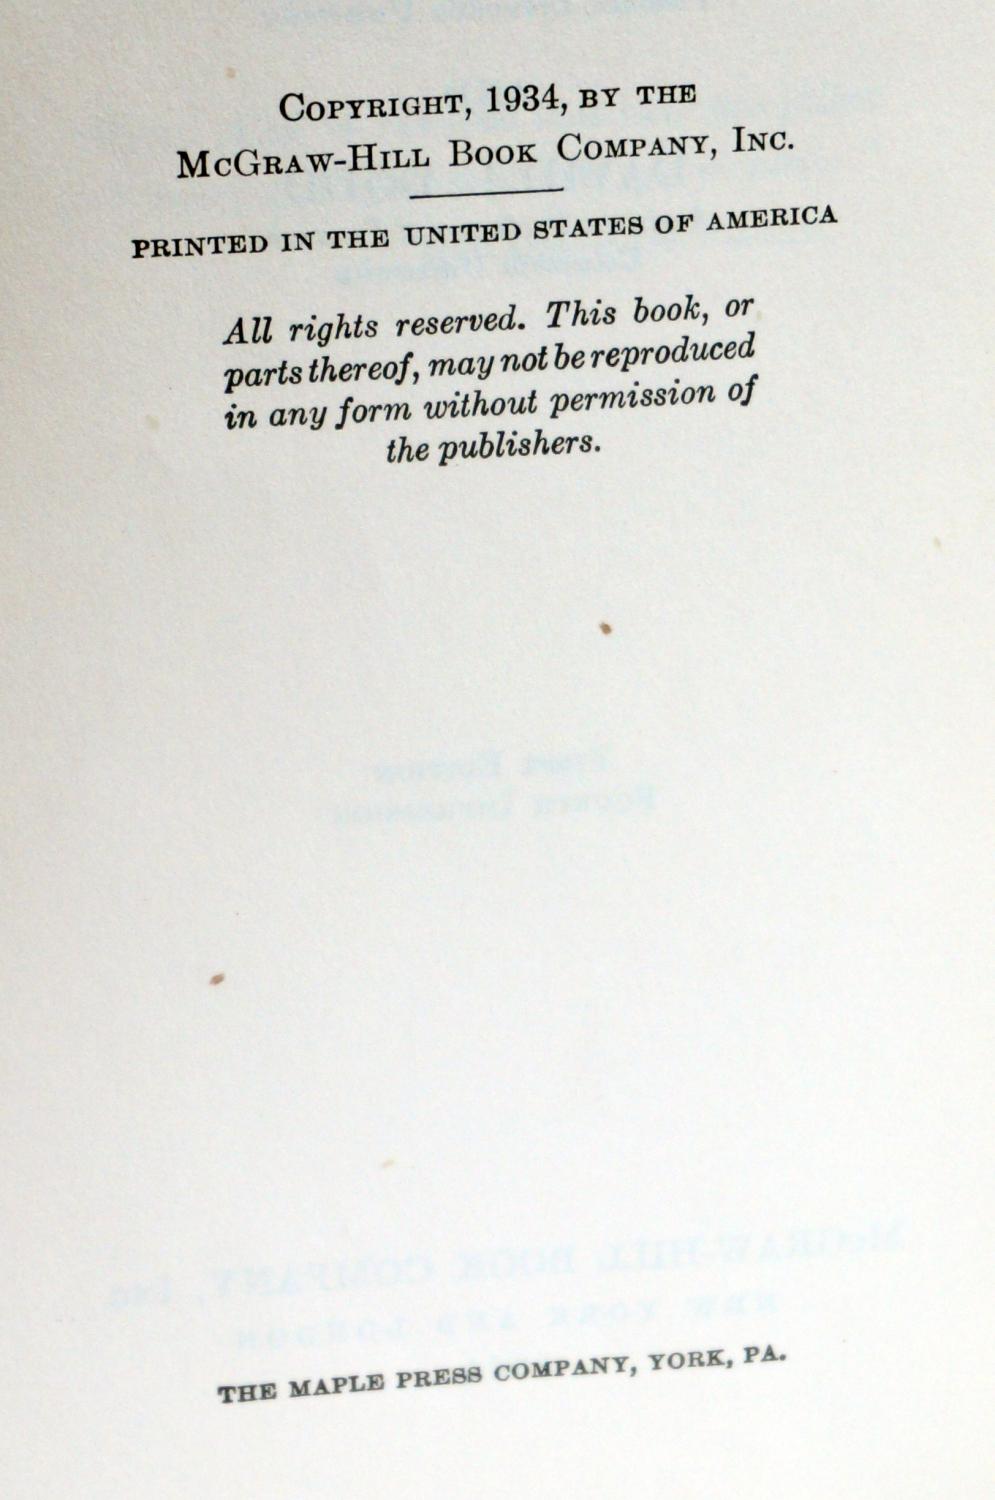 Copyright, 1934, by the
McGraw-Hill Book Company, Inc.
PRINTED IN THE UNITED STATES OF AMERICA
All rights reserved. This book, or
parts thereof, may not be reproduced
in any form without permission of
the publishers.
THE MAPLE PRESS COMPANY, YORK, PA.